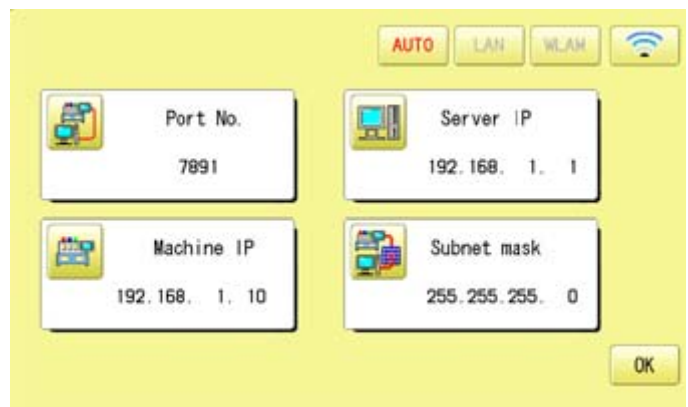 AUTO LAN WLAN
Port No. Server IP
7891 192.168. 1. 1
Machine IP Subnet mask
192.168. 1. 10 255.255.255. 0
OK